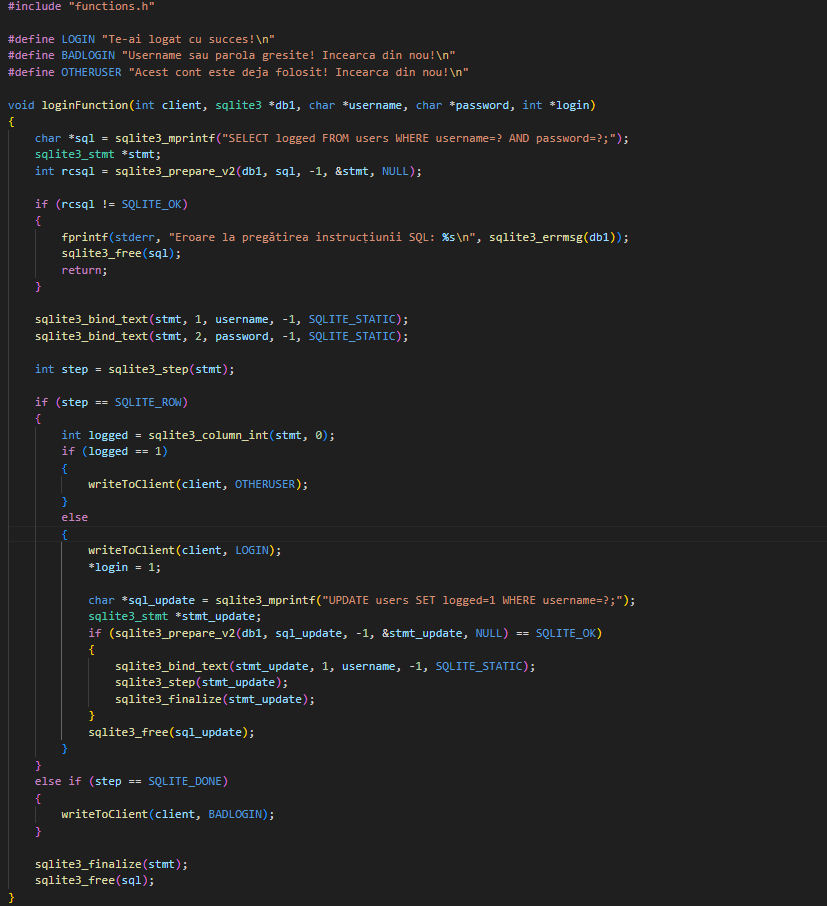 #include "functions.h"
#define LOGIN "Te-ai logat cu succes!\n"
#define BADLOGIN "Username sau parola gresite! Incearca din nou!\n"
#define OTHERUSER "Acest cont este deja folosit! Incearca din nou!\n"
void loginFunction(int client, sqlite3 *db1, char *username, char *password, int *login)
{
    char *sql = sqlite3_mprintf("SELECT logged FROM users WHERE username=? AND password=?;");
    sqlite3_stmt *stmt;
    int rcsql = sqlite3_prepare_v2(db1, sql, -1, &stmt, NULL);
    if (rcsql != SQLITE_OK)
    {
        fprintf(stderr, "Eroare la pregătirea instrucțiunii SQL: %s\n", sqlite3_errmsg(db1));
        sqlite3_free(sql);
        return;
    }
    sqlite3_bind_text(stmt, 1, username, -1, SQLITE_STATIC);
    sqlite3_bind_text(stmt, 2, password, -1, SQLITE_STATIC);
    int step = sqlite3_step(stmt);
    if (step == SQLITE_ROW)
    {
        int logged = sqlite3_column_int(stmt, 0);
        if (logged == 1)
        {
            writeToClient(client, OTHERUSER);
        }
        else
        {
            writeToClient(client, LOGIN);
            *login = 1;
            char *sql_update = sqlite3_mprintf("UPDATE users SET logged=1 WHERE username=?;");
            sqlite3_stmt *stmt_update;
            if (sqlite3_prepare_v2(db1, sql_update, -1, &stmt_update, NULL) == SQLITE_OK)
            {
                sqlite3_bind_text(stmt_update, 1, username, -1, SQLITE_STATIC);
                sqlite3_step(stmt_update);
                sqlite3_finalize(stmt_update);
            }
            sqlite3_free(sql_update);
        }
    }
    else if (step == SQLITE_DONE)
    {
        writeToClient(client, BADLOGIN);
    }
    sqlite3_finalize(stmt);
    sqlite3_free(sql);
}